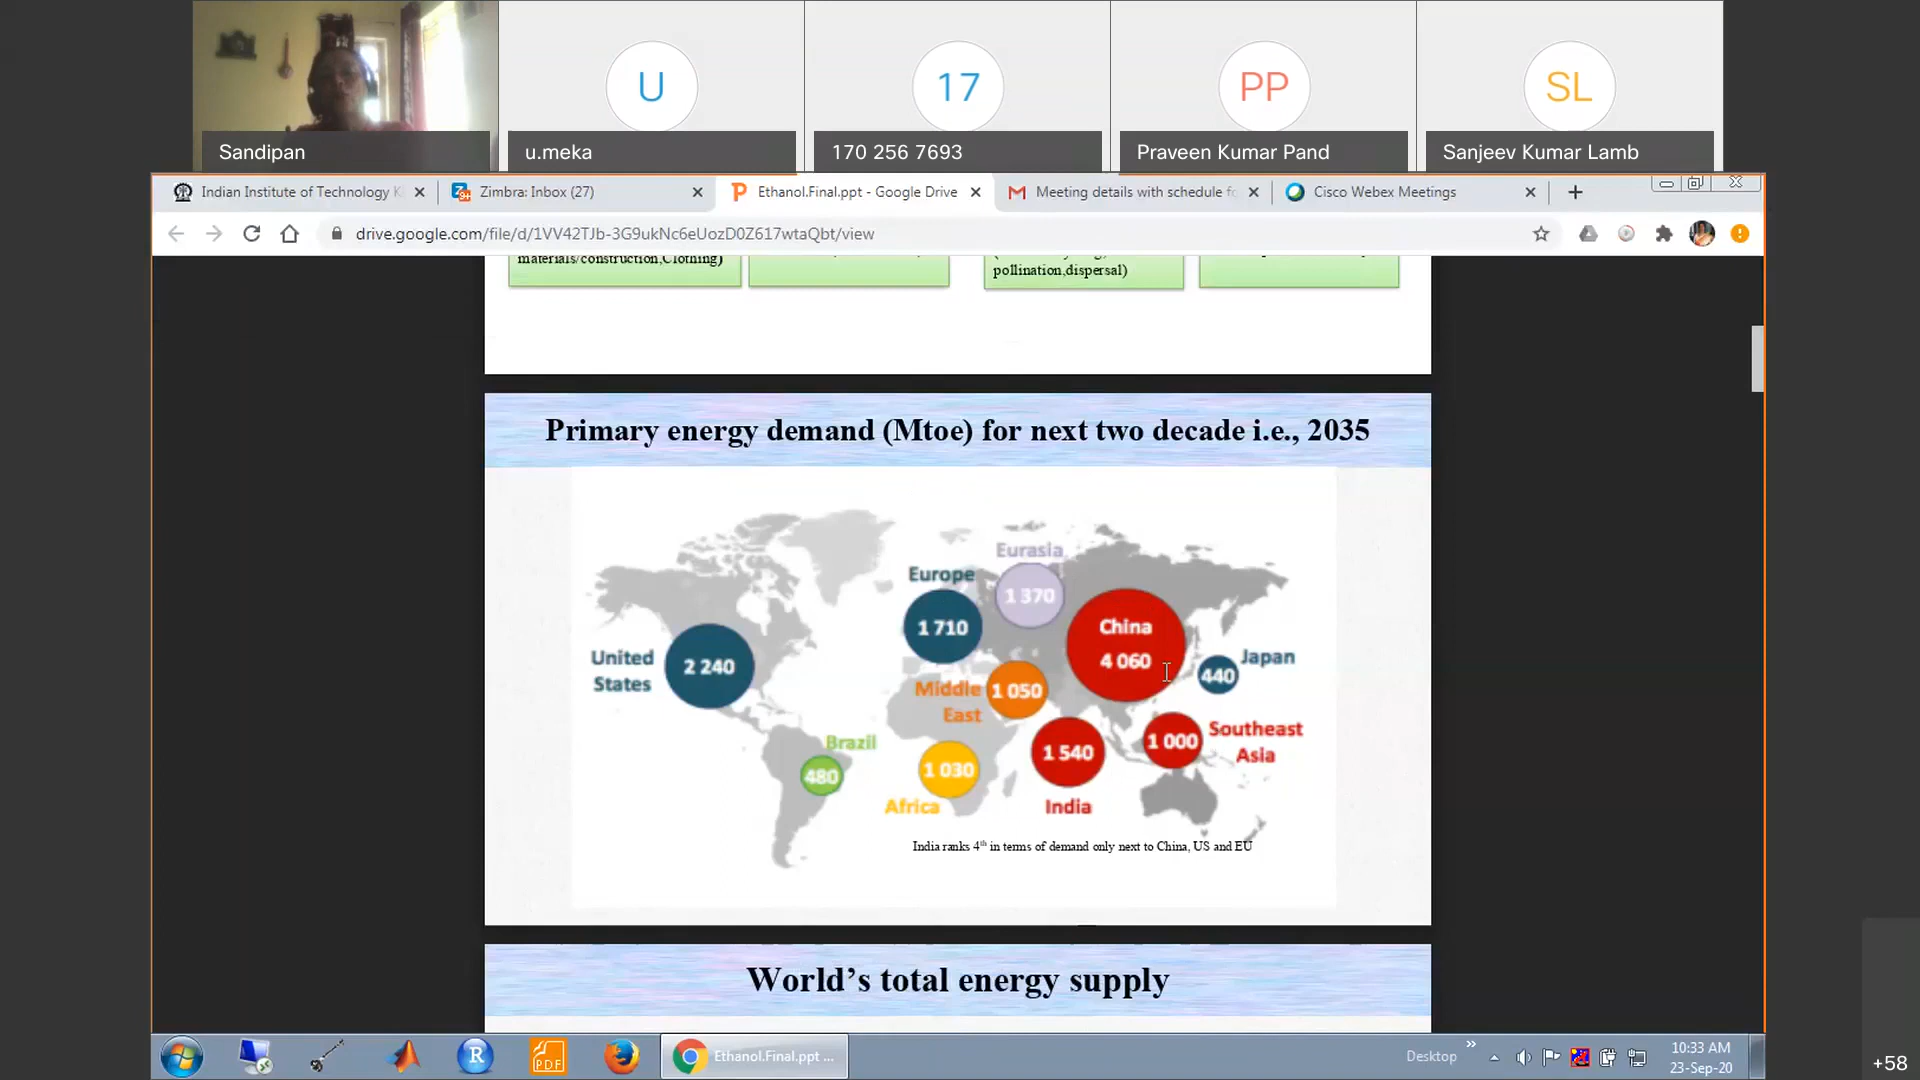 U
17
PP
SL
Sandipan
u.meka
170 256 7693
Praveen Kumar Pand
Sanjeev Kumar Lamb
Indian Institute of Technology K
Zimbra: Inbox (27)
Ethanol.Final.ppt - Google Drive
Meeting details with schedule fo
Cisco Webex Meetings
drive.google.com/file/d/1VV42TJb-3G9ukNc6eUozD0Z617wtaQbt/view
materials/construction,Clothing)
pollination,dispersal)
Primary energy demand (Mtoe) for next two decade i.e., 2035
Eurasia
1 370
Europe
1 710
China
4 060
United
States
2 240
Japan
440
Middle
East
1 050
Southeast
Asia
1 000
Brazil
480
Africa
1 030
1 540
India
India ranks 4th in terms of demand only next to China, US and EU
World's total energy supply
PDF
R
Ethanol.Final.ppt ...
Desktop
10:33 AM
23-Sep-20
+58